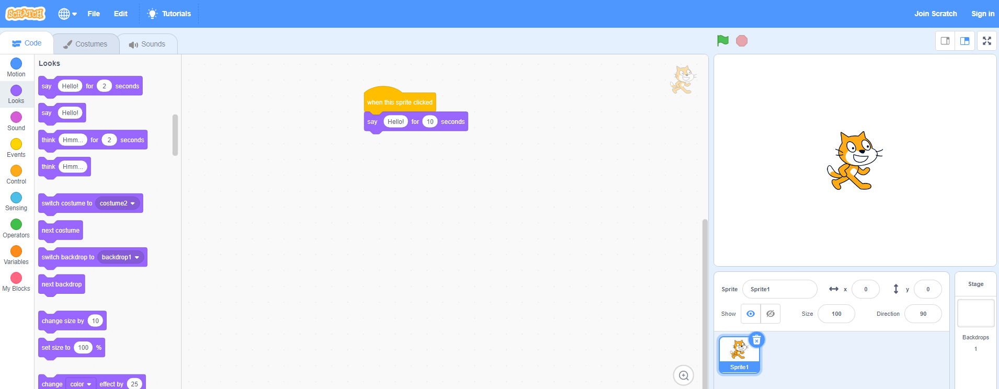 SCRATCH
File
Edit
Tutorials
Join Scratch
Sign in
Code
Costumes
Sounds
Motion
Looks
Sound
Events
Control
Sensing
Operators
Variables
My Blocks
Looks
say Hello! for 2 seconds
say Hello!
think Hmm... for 2 seconds
think Hmm...
switch costume to costume2
next costume
switch backdrop to backdrop1
next backdrop
change size by 10
set size to 100 %
change color effect by 25
when this sprite clicked
say Hello! for 10 seconds
Sprite Sprite1 x 0 y 0
Show Size 100 Direction 90
Sprite1
Stage
Backdrops
1